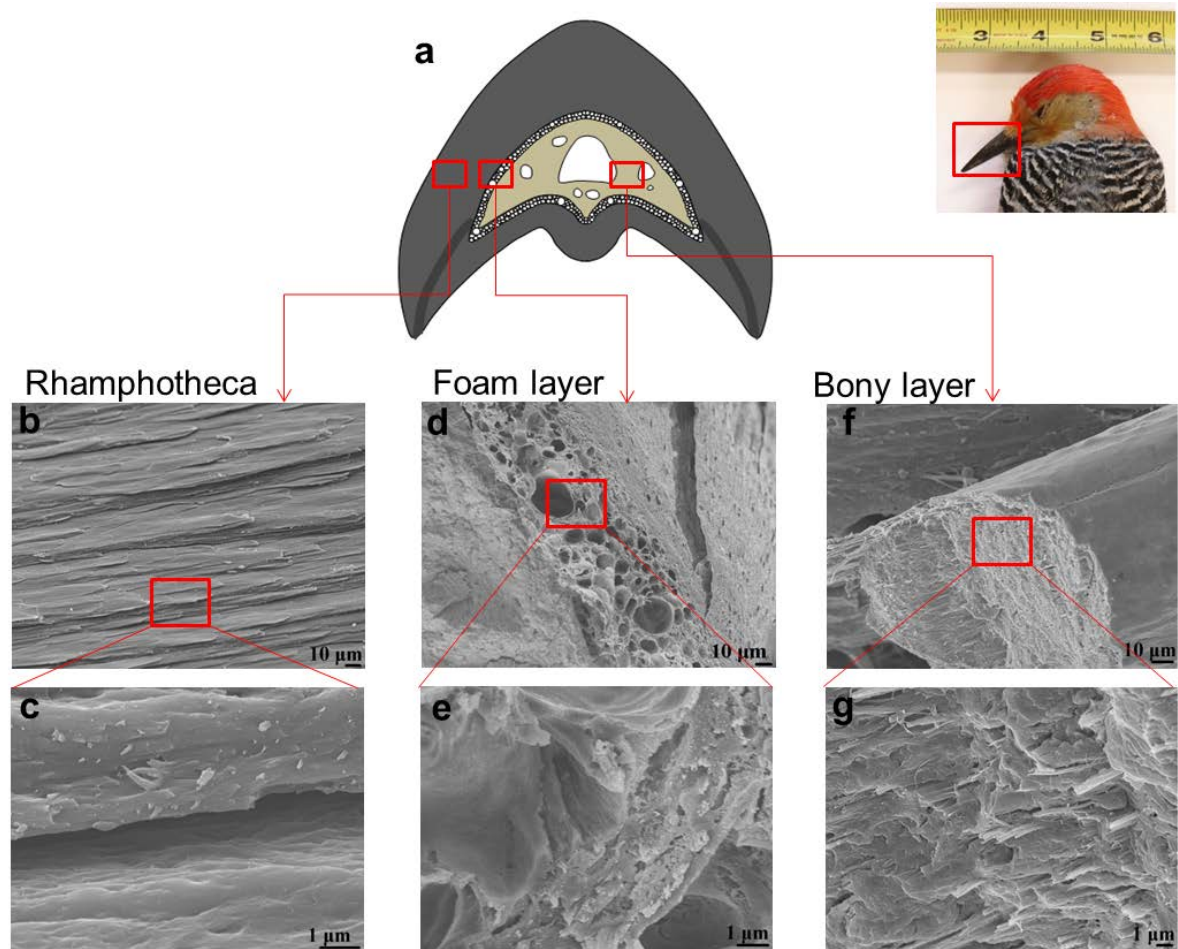 a
3 4 5 6
Rhamphotheca
Foam layer
Bony layer
b
10 μm
d
10 μm
f
10 μm
c
1 μm
e
1 μm
g
1 μm